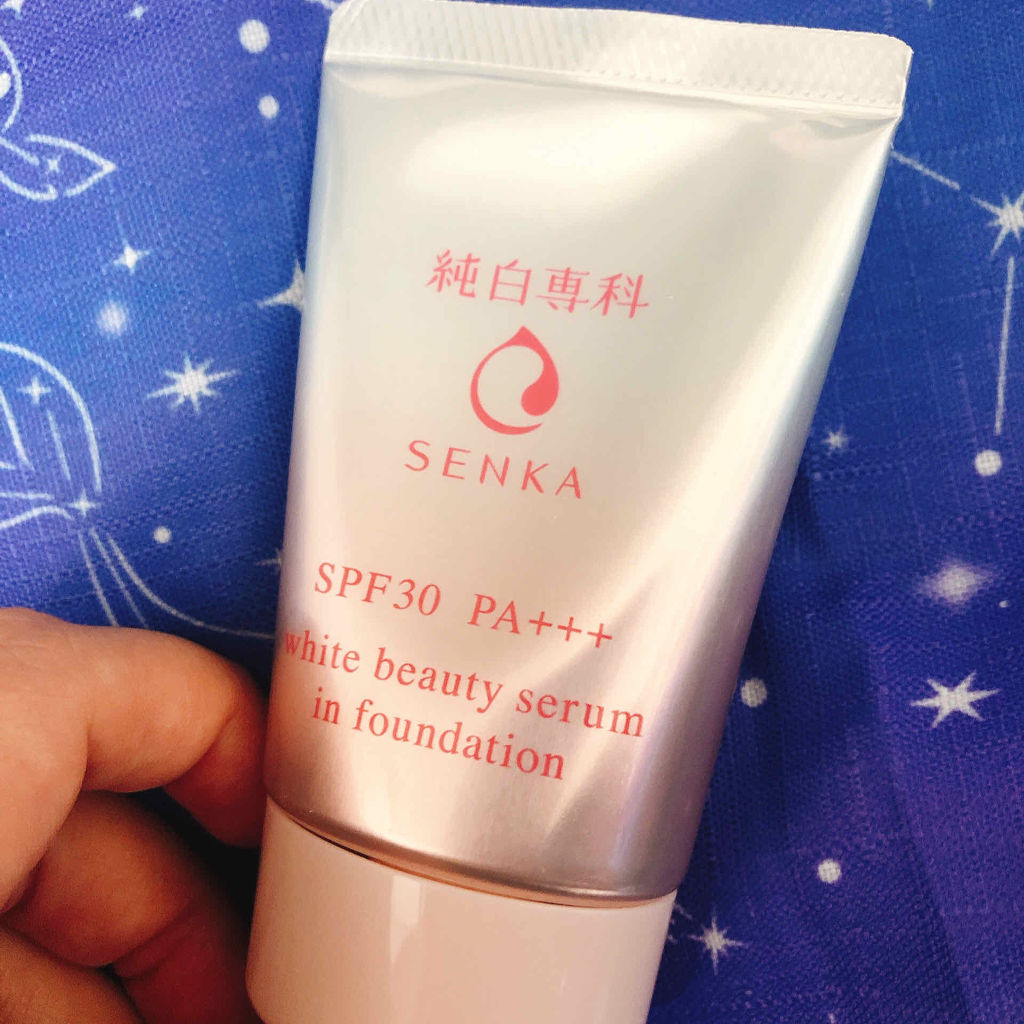 純白専科
SENKA
SPF30 PA+++
white beauty serum
in foundation